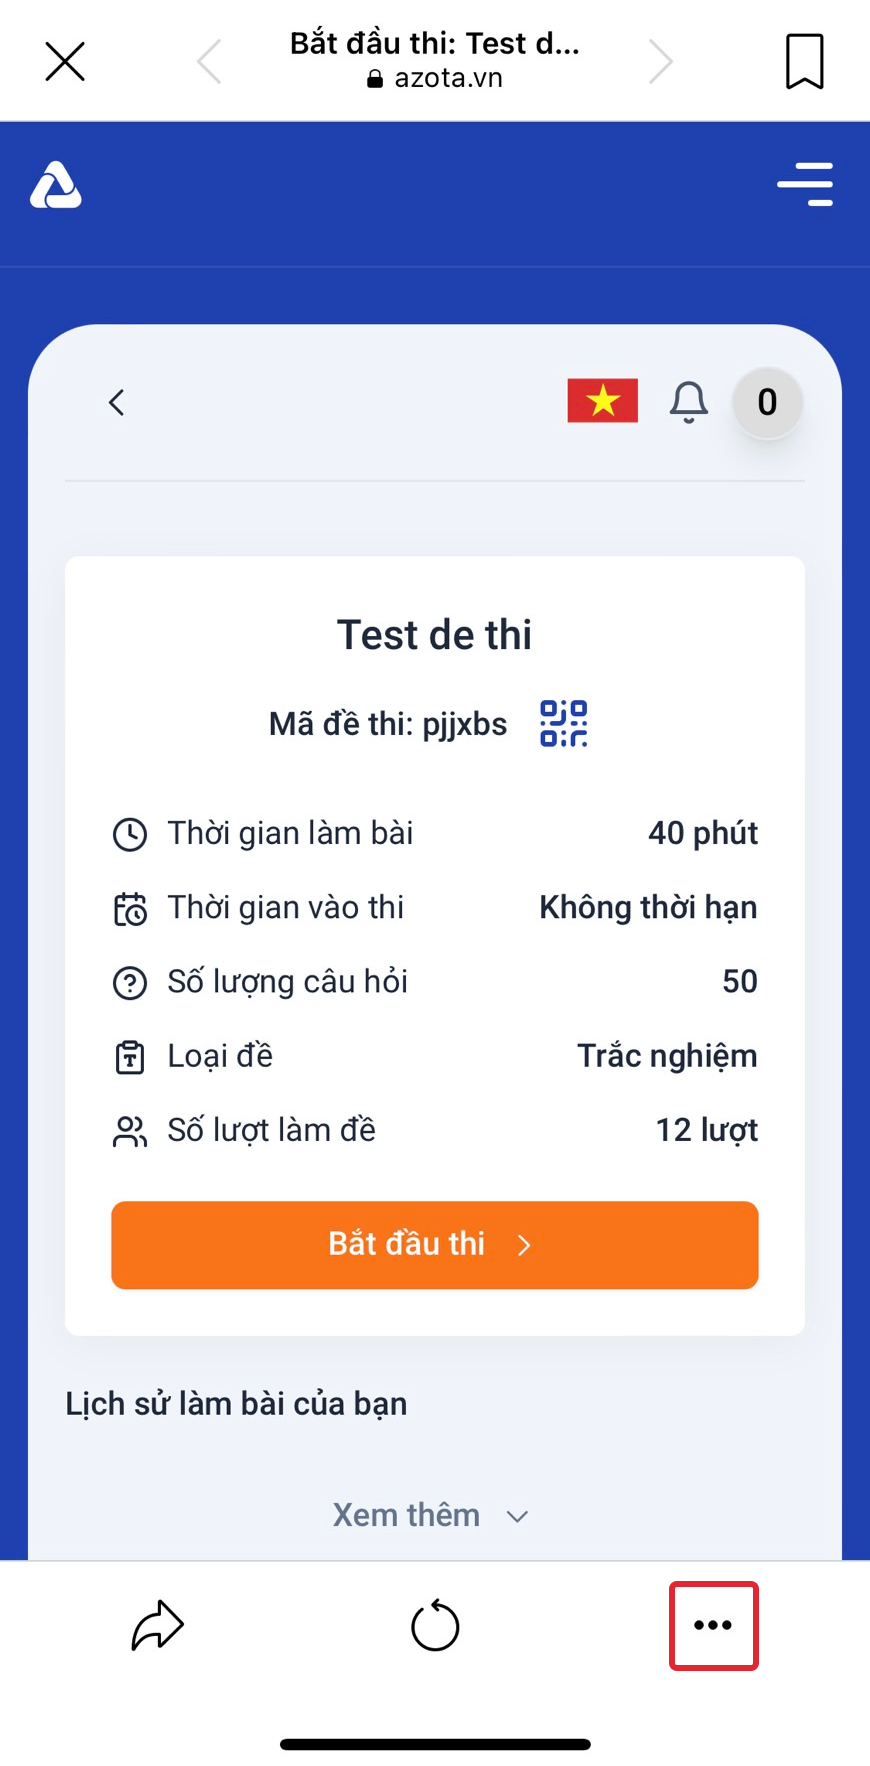 Bắt đầu thi: Test d...
azota.vn
0
Test de thi
Mã đề thi: pjjxbs
Thời gian làm bài 40 phút
Thời gian vào thi Không thời hạn
Số lượng câu hỏi 50
Loại đề Trắc nghiệm
Số lượt làm đề 12 lượt
Bắt đầu thi
Lịch sử làm bài của bạn
Xem thêm